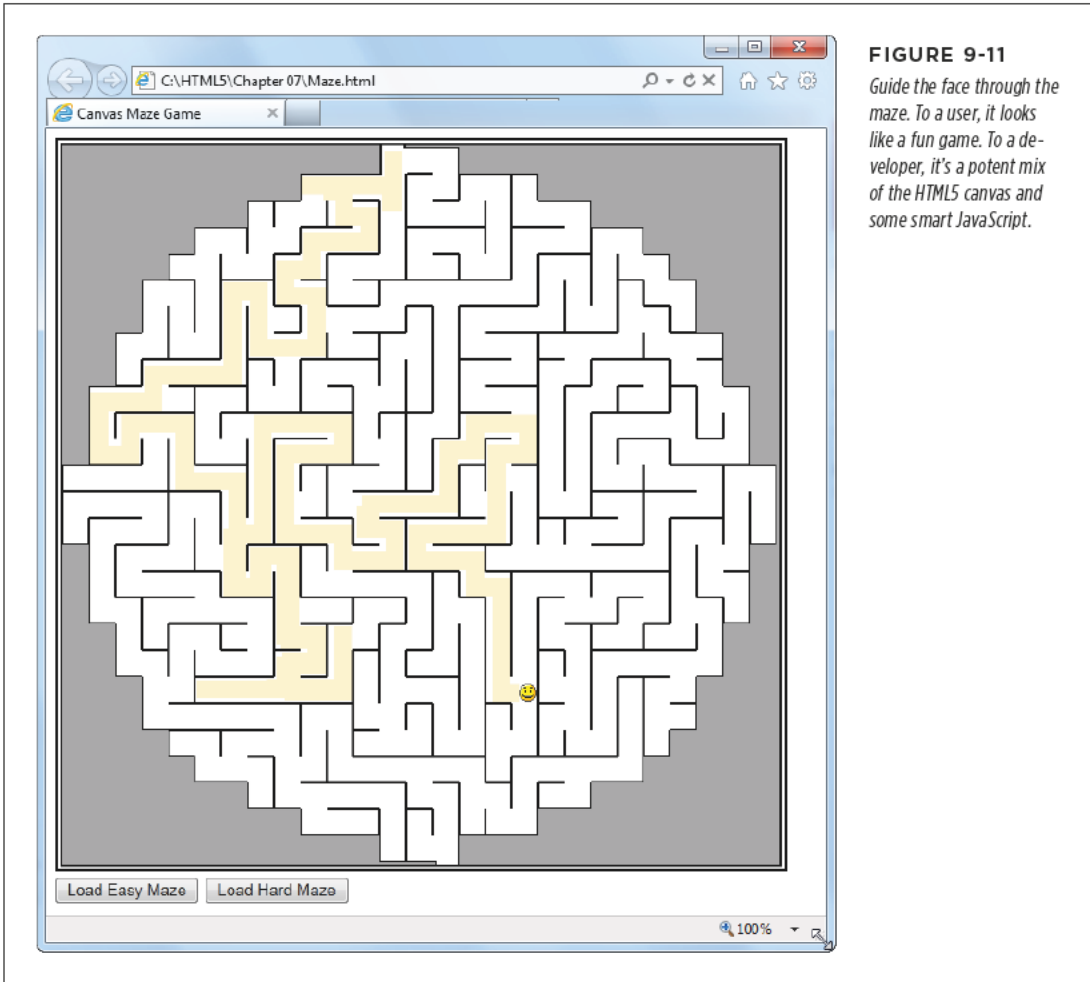 FIGURE 9-11
Guide the face through the
maze. To a user, it looks
like a fun game. To a de-
veloper, it's a potent mix
of the HTML5 canvas and
some smart JavaScript.
C:\HTML5\Chapter 07\Maze.html
Canvas Maze Game
Load Easy Maze Load Hard Maze
100%